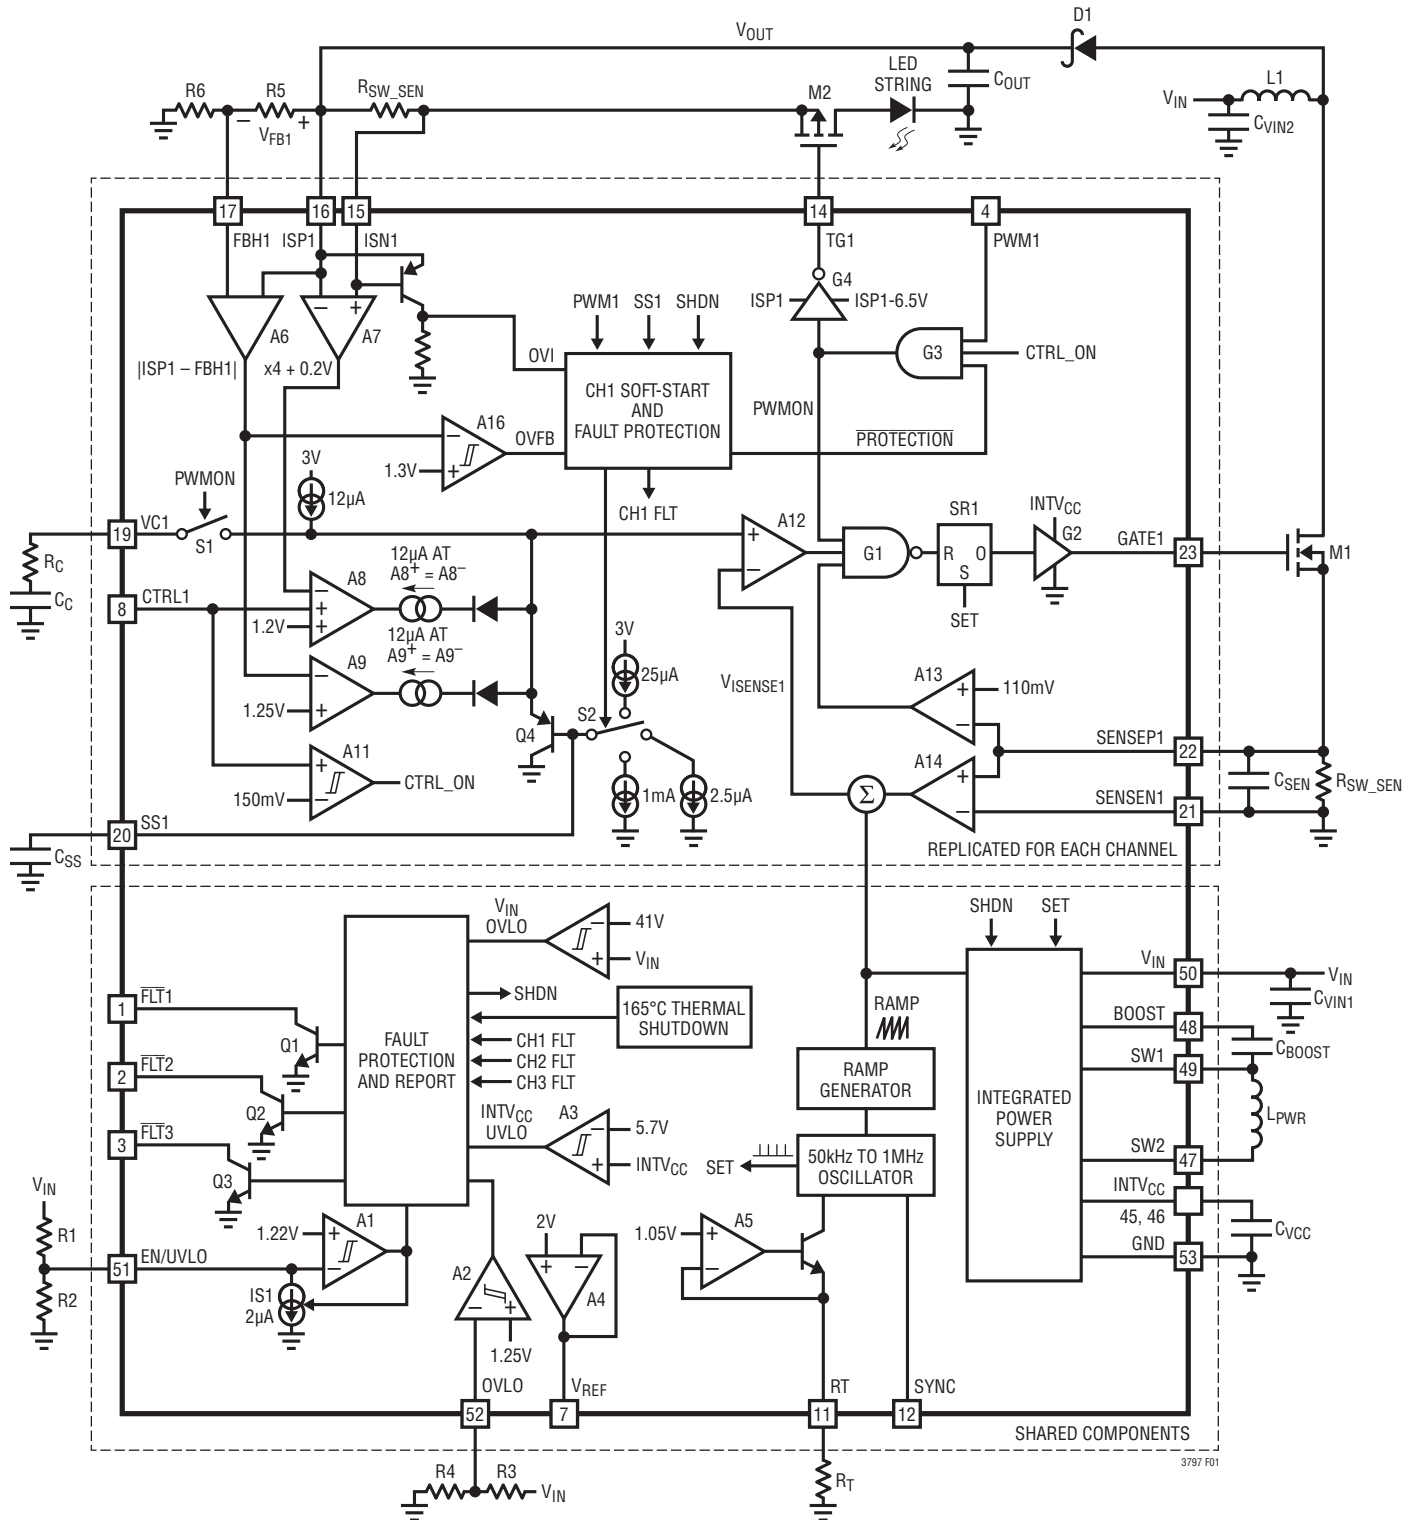 D1
VOUT
LED
STRING
COUT
L1
VIN
CVIN2
R6
R5
RSW_SEN
M2
− VFB1 +
17
16
15
14
4
FBH1
ISP1
ISN1
TG1
PWM1
G4
ISP1
ISP1-6.5V
PWM1
SS1
SHDN
−
+
A6
A7
|ISP1 – FBH1|
x4 + 0.2V
OVI
G3
CTRL_ON
CH1 SOFT-START
AND
FAULT PROTECTION
PWMON
A16
−
OVFB
PROTECTION
1.3V
+
3V
12µA
PWMON
CH1 FLT
19
VC1
S1
A12
+
−
G1
SR1
R
O
S
SET
INTVCC
G2
GATE1
23
M1
RC
CC
8
CTRL1
12µA AT
A8+ = A8–
A8
−
+
+
1.2V
12µA AT
A9+ = A9–
A9
−
1.25V
+
3V
25µA
VISENSE1
A13
+
110mV
−
S2
Q4
A11
+
150mV
−
CTRL_ON
1mA
2.5µA
Σ
A14
+
−
SENSEP1
22
CSEN
RSW_SEN
SENSEN1
21
20
SS1
CSS
REPLICATED FOR EACH CHANNEL
VIN
OVLO
−
41V
+
VIN
SHDN
SET
VIN
50
VIN
CVIN1
1
FLT1
SHDN
165°C THERMAL
SHUTDOWN
RAMP
BOOST
48
CBOOST
Q1
FAULT
PROTECTION
AND REPORT
CH1 FLT
CH2 FLT
CH3 FLT
RAMP
GENERATOR
SW1
49
2
FLT2
Q2
INTEGRATED
POWER
SUPPLY
LPWR
INTVCC
UVLO
A3
−
5.7V
+
INTVCC
3
FLT3
Q3
SET
50kHz TO 1MHz
OSCILLATOR
SW2
47
INTVCC
45, 46
CVCC
GND
53
VIN
R1
1.22V
+
A1
−
51
EN/UVLO
R2
IS1
2µA
A2
−
+
1.25V
2V
+
−
A4
1.05V
+
A5
−
OVLO
VREF
RT
SYNC
52
7
11
12
SHARED COMPONENTS
3797 F01
R4
R3
VIN
RT